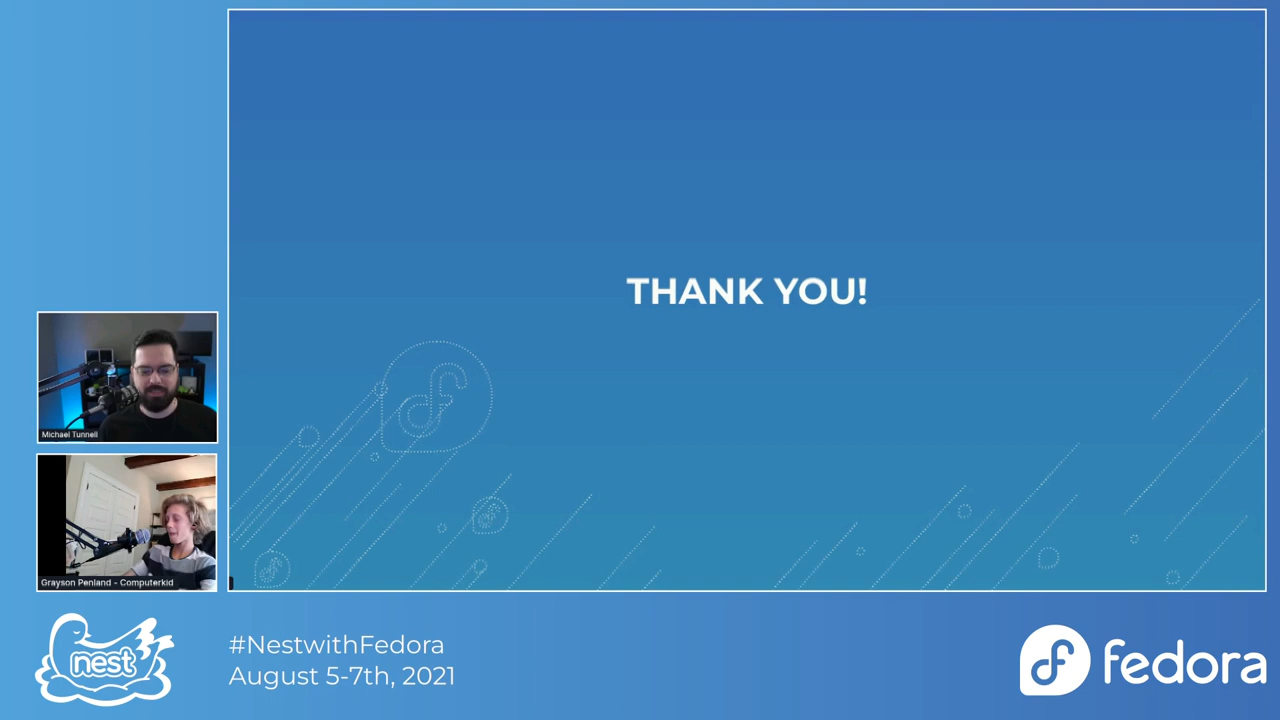 THANK YOU!
Michael Tunnell
Grayson Penland - Computerkid
nest
#NestwithFedora
August 5-7th, 2021
fedora